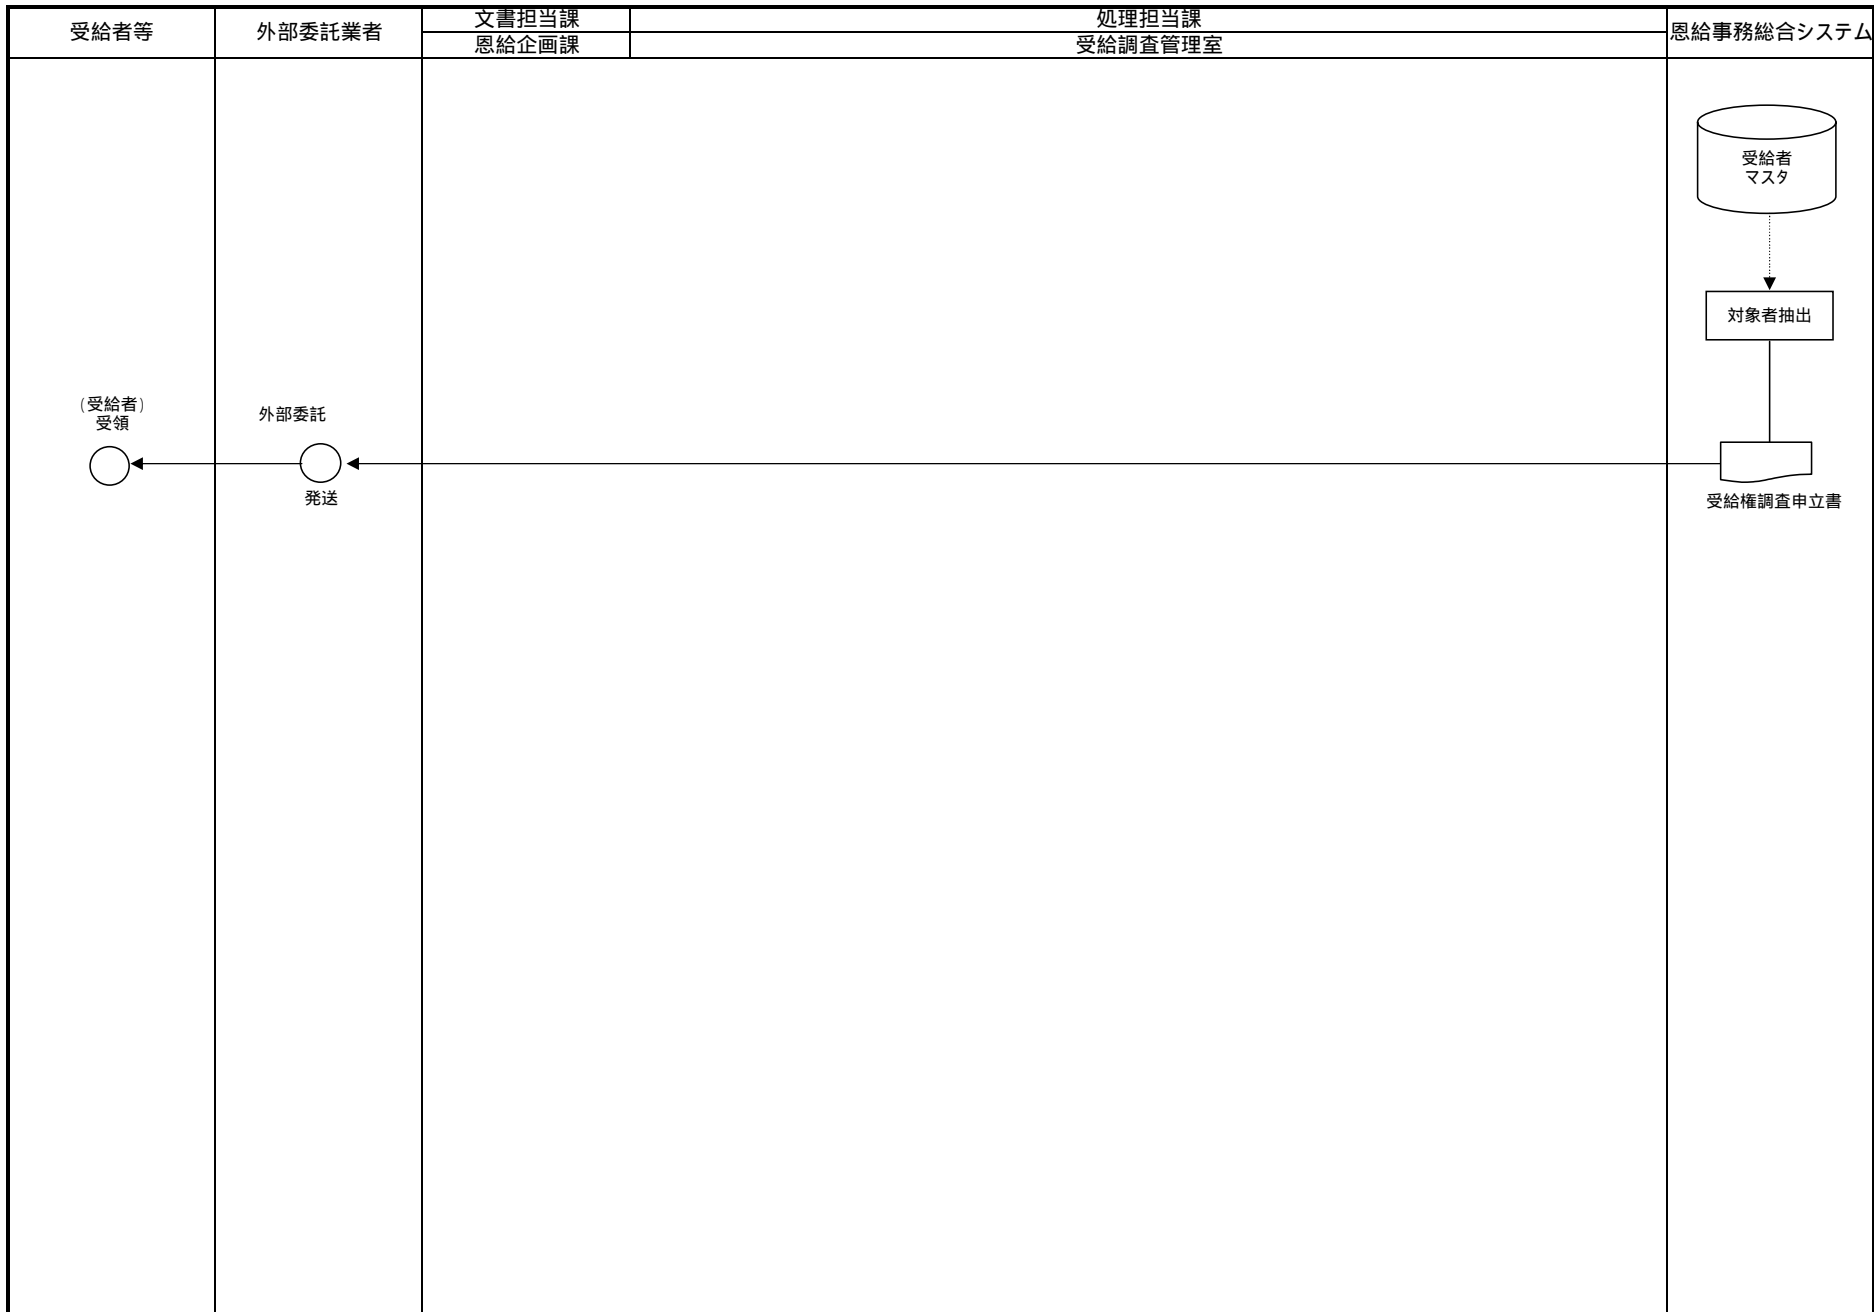 受給者等
外部委託業者
文書担当課
処理担当課
恩給企画課
受給調査管理室
恩給事務総合システム
受給者
マスタ
対象者抽出
(受給者)
受領
外部委託
発送
受給権調査申立書